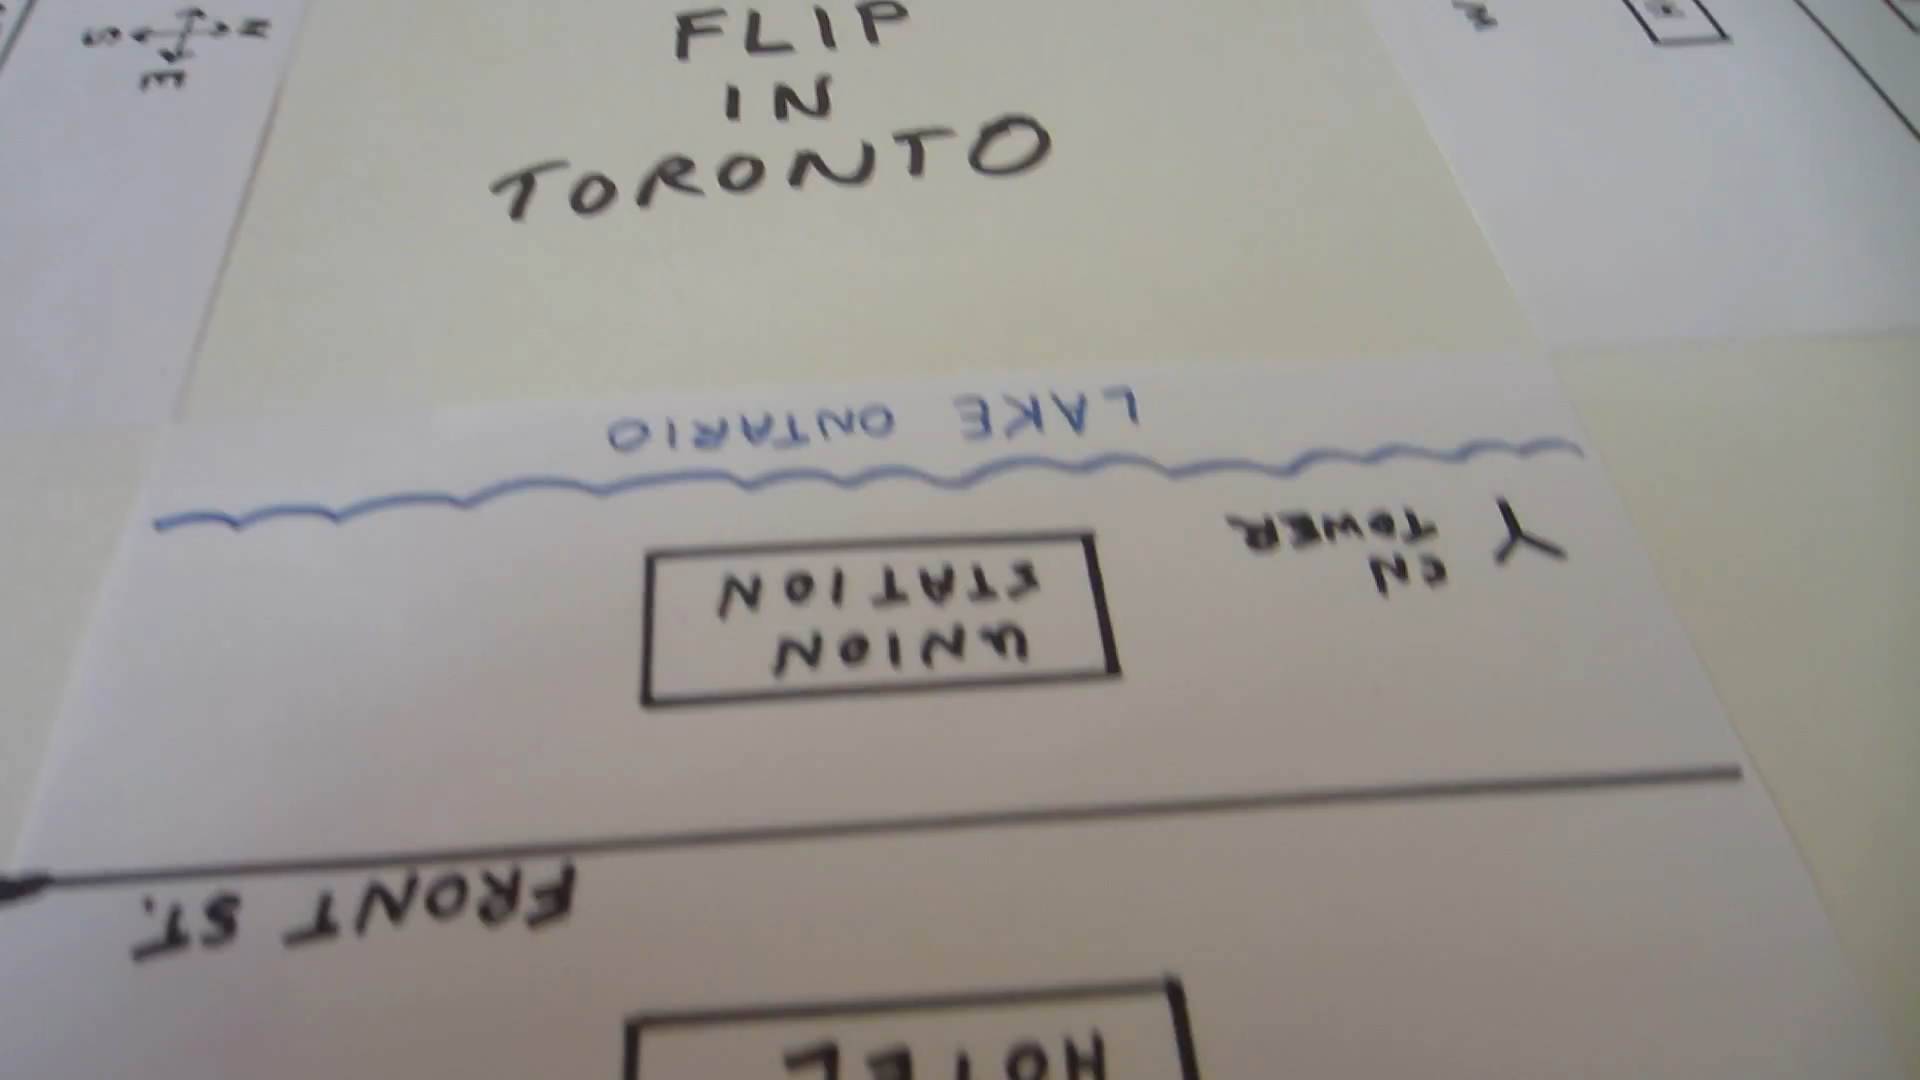 S N
E
FLIP
IN
TORONTO
LAKE ONTARIO
CN
TOWER
UNION
STATION
FRONT ST.
HOTEL